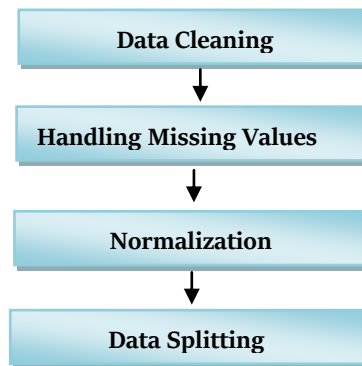 Data Cleaning
Handling Missing Values
Normalization
Data Splitting